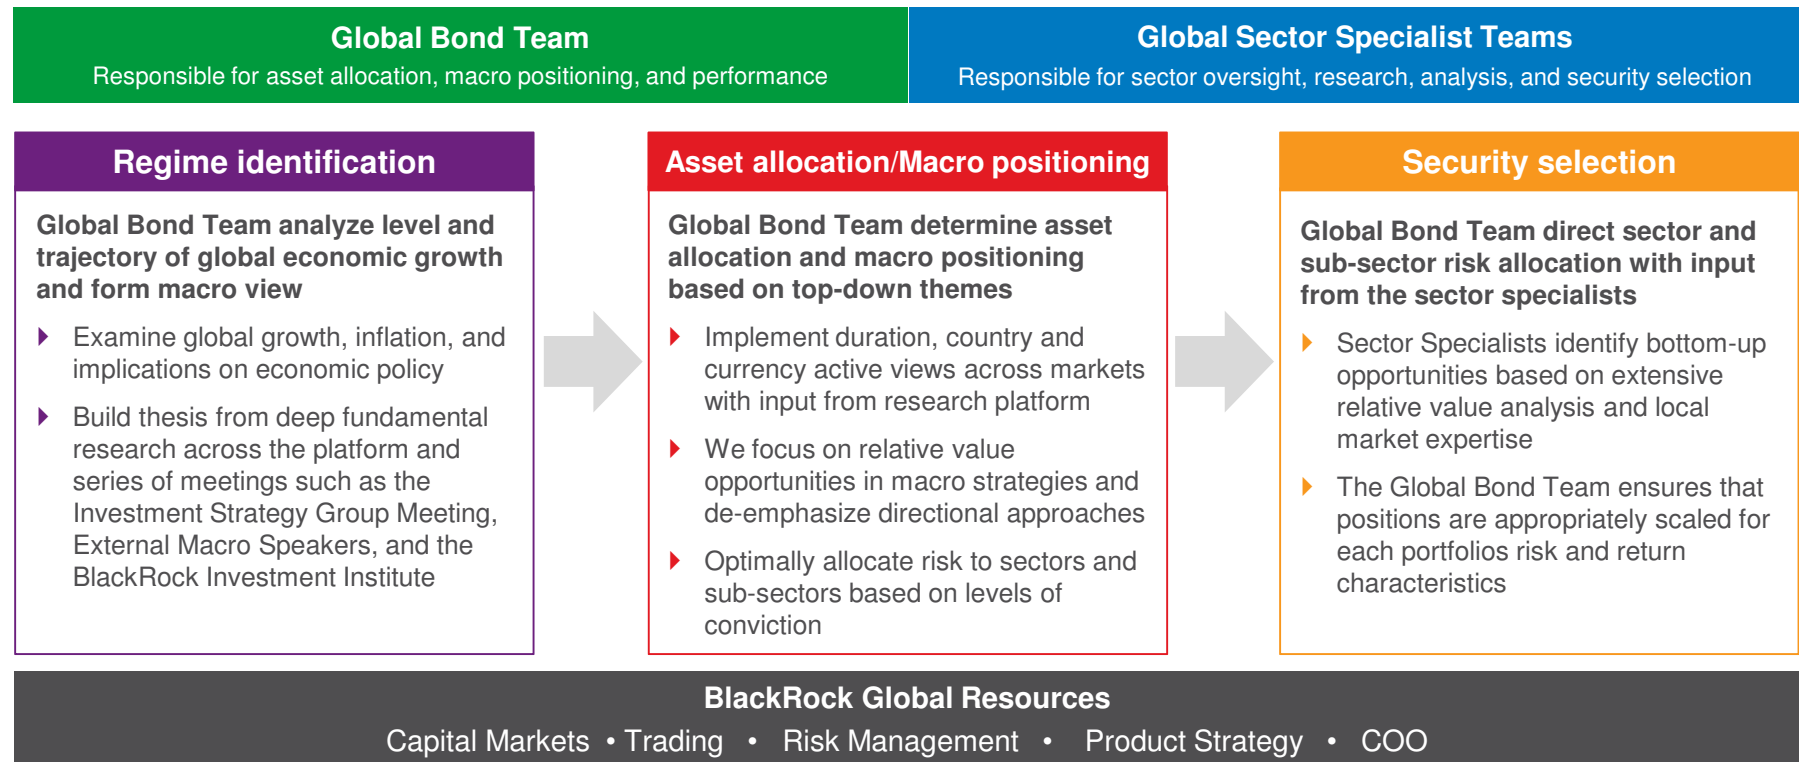 Global Bond Team
Responsible for asset allocation, macro positioning, and performance
Global Sector Specialist Teams
Responsible for sector oversight, research, analysis, and security selection
Regime identification
Global Bond Team analyze level and
trajectory of global economic growth
and form macro view
Examine global growth, inflation, and
implications on economic policy
Build thesis from deep fundamental
research across the platform and
series of meetings such as the
Investment Strategy Group Meeting,
External Macro Speakers, and the
BlackRock Investment Institute
Asset allocation/Macro positioning
Global Bond Team determine asset
allocation and macro positioning
based on top-down themes
Implement duration, country and
currency active views across markets
with input from research platform
We focus on relative value
opportunities in macro strategies and
de-emphasize directional approaches
Optimally allocate risk to sectors and
sub-sectors based on levels of
conviction
Security selection
Global Bond Team direct sector and
sub-sector risk allocation with input
from the sector specialists
Sector Specialists identify bottom-up
opportunities based on extensive
relative value analysis and local
market expertise
The Global Bond Team ensures that
positions are appropriately scaled for
each portfolios risk and return
characteristics
BlackRock Global Resources
Capital Markets • Trading • Risk Management • Product Strategy • COO